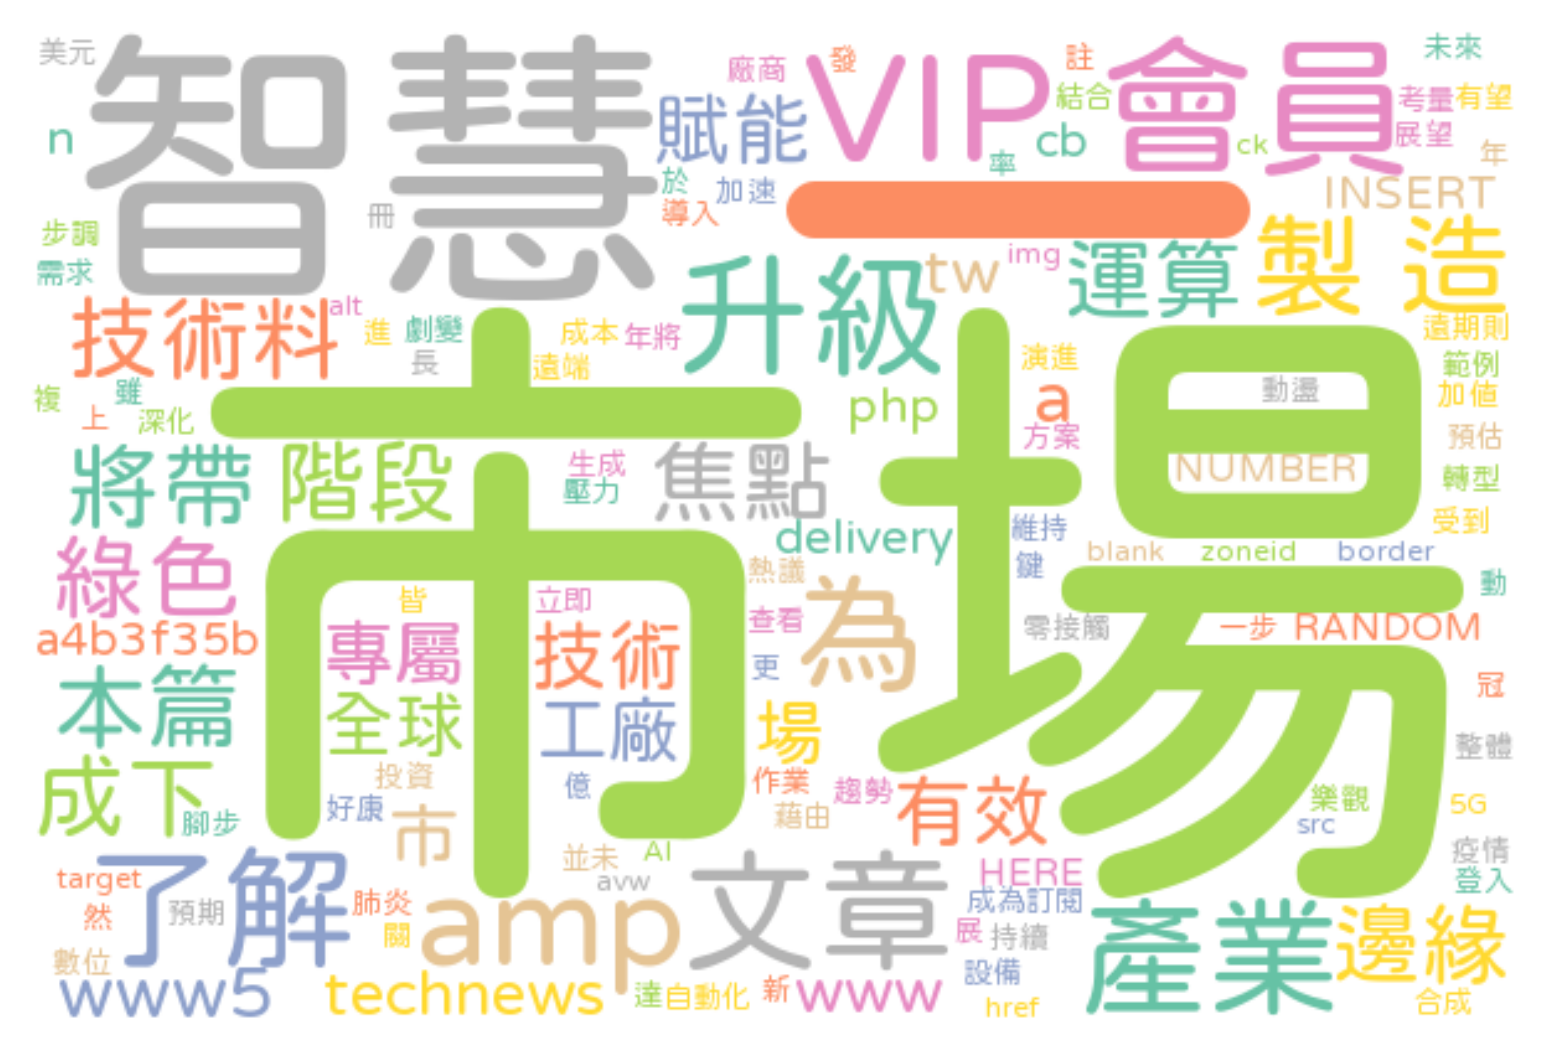 美元
智慧
廠商
發
VIP會員
註
未來
結合
考量
有望
n
賦能
cb
ck
展望
年
率
於
加速
導入
冊
一
INSERT
步調
需求
升級
tw
img
運算
製造
技術料
alt
進
劇變
長
成本
年將
遠端
演進
遠期則
範例
複
雖
上
深化
市場
php
a
動盪
加值
方案
預估
將帶
階段
生成
壓力
焦點
NUMBER
轉型
受到
delivery
維持
鍵
blank
zoneid
border
綠色
熱議
動
皆
立即
為
查看
零接觸
一步
RANDOM
a4b3f35b
專屬
技術
更
冠
本篇
全球
工廠
場
整體
成下
投資
億
作業
趨勢
有效
樂觀
5G
腳步
好康
市
藉由
src
並未
AI
疫情
target
了解
avw
文章
HERE
登入
然
預期
肺炎
amp
成為訂閱
產業
邊緣
關
展
持續
數位
設備
www5
technews
達
自動化
新
www
href
合成